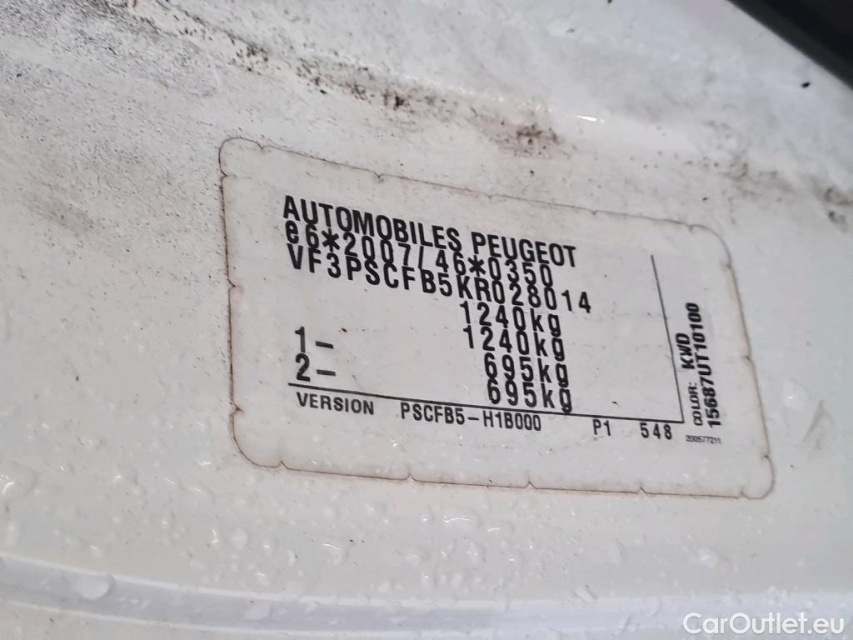 AUTOMOBILES PEUGEOT
e6*2007/46*0350
VF3PSCFB5KR028014
1240kg
1240kg
1- 695kg
2- 695kg
VERSION PSCFB5-H1B000 P1 548
COLOR: KWD
15687UT10100
200577211
CarOutlet.eu